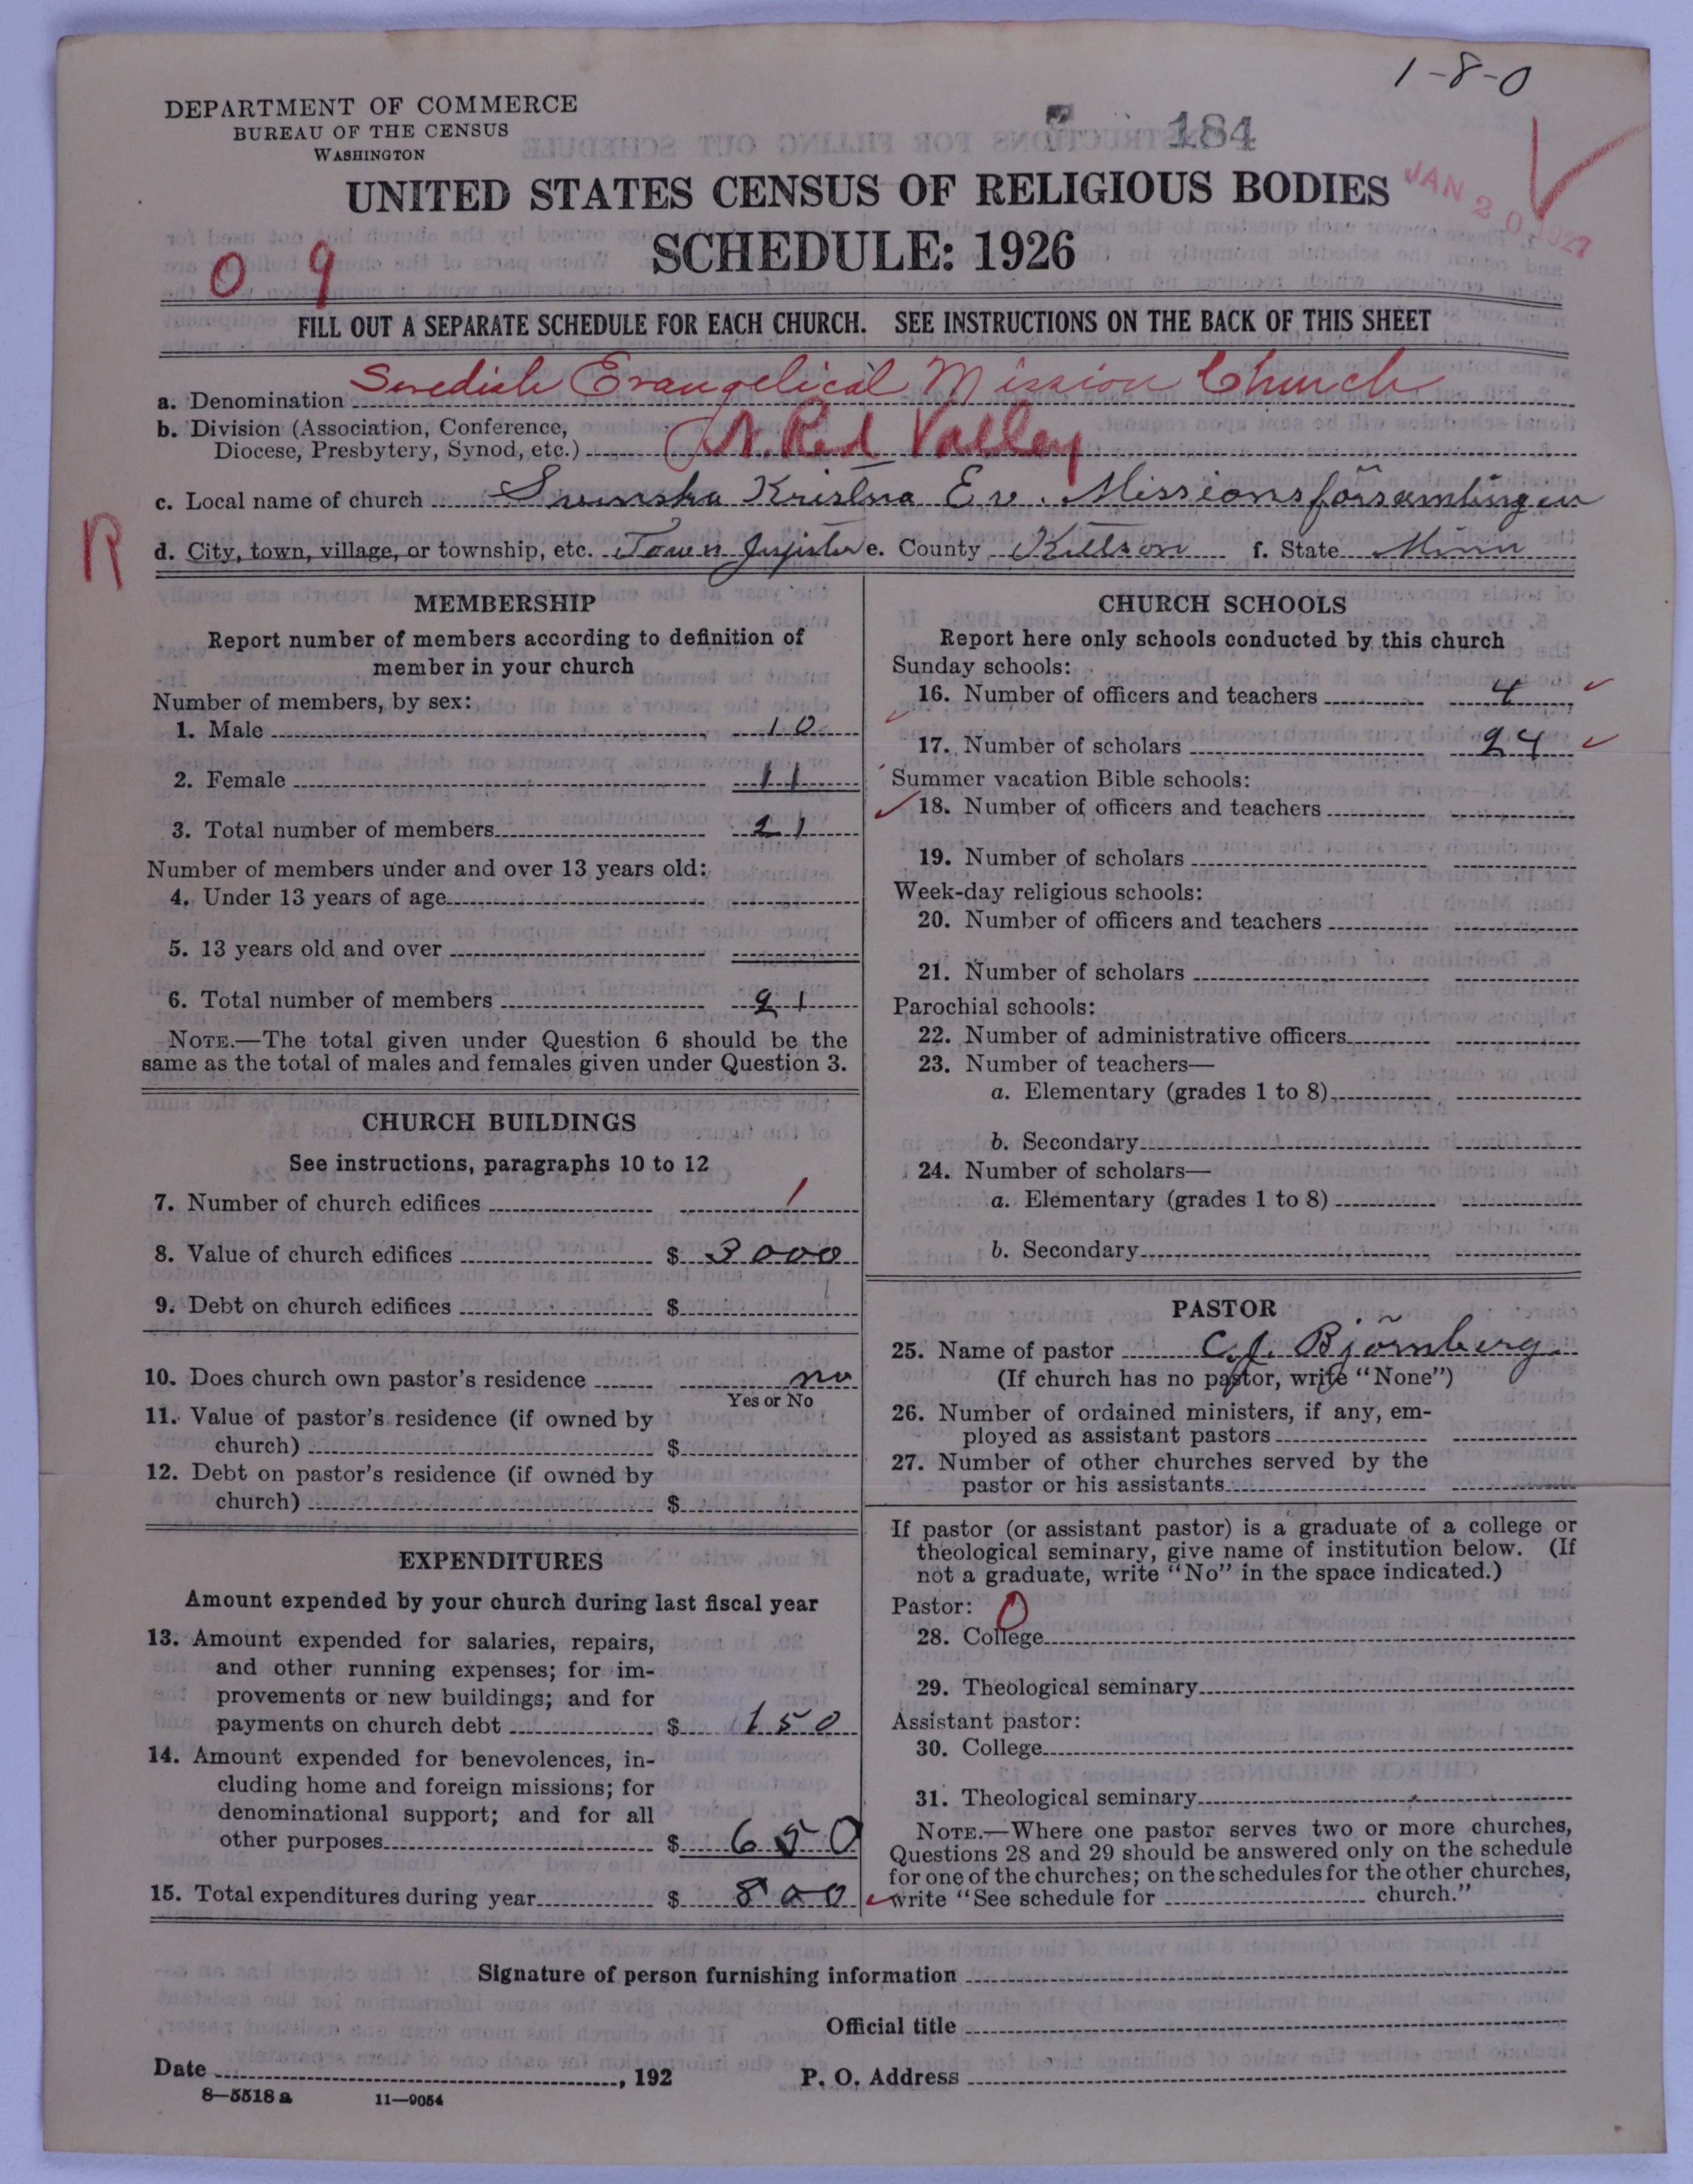 1-8-0
DEPARTMENT OF COMMERCE
BUREAU OF THE CENSUS
WASHINGTON
184
UNITED STATES CENSUS OF RELIGIOUS BODIES
JAN 20 1927
SCHEDULE: 1926
0 9
FILL OUT A SEPARATE SCHEDULE FOR EACH CHURCH. SEE INSTRUCTIONS ON THE BACK OF THIS SHEET
a. Denomination Swedish Evangelical Mission Church
b. Division (Association, Conference,
Diocese, Presbytery, Synod, etc.) N. Red Valley
c. Local name of church Svenska Kristna Ev. Missionsförsamlingen
R
d. City, town, village, or township, etc. Town e. County Kittson f. State Minn
MEMBERSHIP
Report number of members according to definition of
member in your church
Number of members, by sex:
1. Male 10
2. Female 11
3. Total number of members 21
Number of members under and over 13 years old:
4. Under 13 years of age
5. 13 years old and over
6. Total number of members 21
NOTE.—The total given under Question 6 should be the
same as the total of males and females given under Question 3.
CHURCH BUILDINGS
See instructions, paragraphs 10 to 12
7. Number of church edifices 1
8. Value of church edifices $ 3000
9. Debt on church edifices $
10. Does church own pastor's residence no
Yes or No
11. Value of pastor's residence (if owned by
church) $
12. Debt on pastor's residence (if owned by
church) $
EXPENDITURES
Amount expended by your church during last fiscal year
13. Amount expended for salaries, repairs,
and other running expenses; for im-
provements or new buildings; and for
payments on church debt $ 150
14. Amount expended for benevolences, in-
cluding home and foreign missions; for
denominational support; and for all
other purposes $ 650
15. Total expenditures during year $ 800
CHURCH SCHOOLS
Report here only schools conducted by this church
Sunday schools:
16. Number of officers and teachers 4
17. Number of scholars 24
Summer vacation Bible schools:
18. Number of officers and teachers
19. Number of scholars
Week-day religious schools:
20. Number of officers and teachers
21. Number of scholars
Parochial schools:
22. Number of administrative officers
23. Number of teachers—
a. Elementary (grades 1 to 8)
b. Secondary
24. Number of scholars—
a. Elementary (grades 1 to 8)
b. Secondary
PASTOR
25. Name of pastor C.J. Björnberg
(If church has no pastor, write "None")
26. Number of ordained ministers, if any, em-
ployed as assistant pastors
27. Number of other churches served by the
pastor or his assistants
If pastor (or assistant pastor) is a graduate of a college or
theological seminary, give name of institution below. (If
not a graduate, write "No" in the space indicated.)
Pastor: 0
28. College
29. Theological seminary
Assistant pastor:
30. College
31. Theological seminary
NOTE.—Where one pastor serves two or more churches,
Questions 28 and 29 should be answered only on the schedule
for one of the churches; on the schedules for the other churches,
write "See schedule for church."
Signature of person furnishing information
Official title
Date , 192
P. O. Address
8—5518 a 11—9054